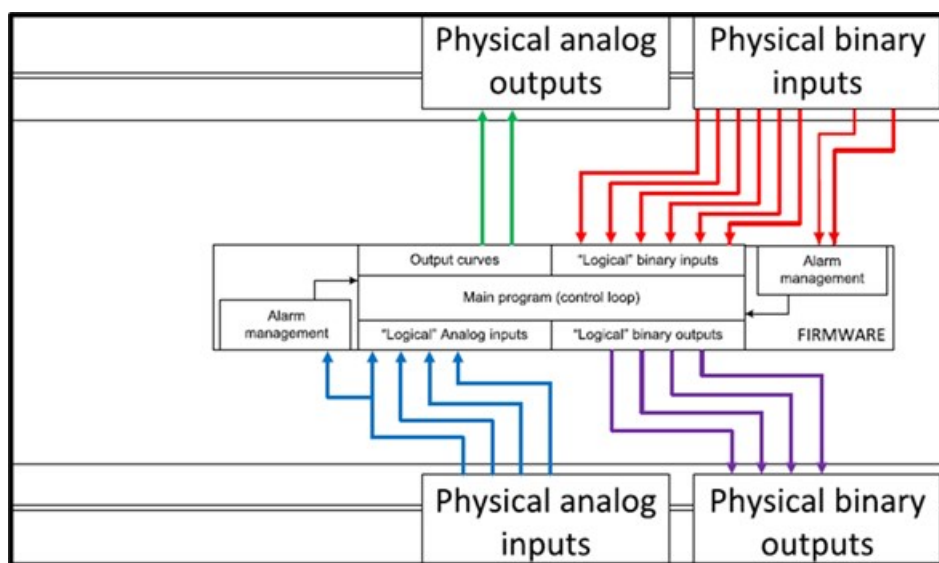 Physical analog
outputs
Physical binary
inputs
Output curves
"Logical" binary inputs
Alarm
management
Main program (control loop)
Alarm
management
"Logical" Analog inputs
"Logical" binary outputs
FIRMWARE
Physical analog
inputs
Physical binary
outputs